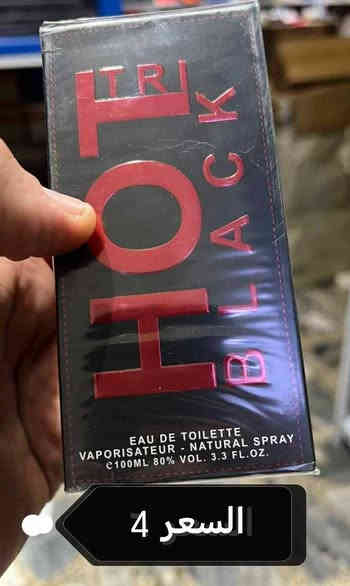 HOT
TRI
BLACK
EAU DE TOILETTE
VAPORISATEUR - NATURAL SPRAY
℮100ML 80% VOL. 3.3 FL.OZ.
السعر 4